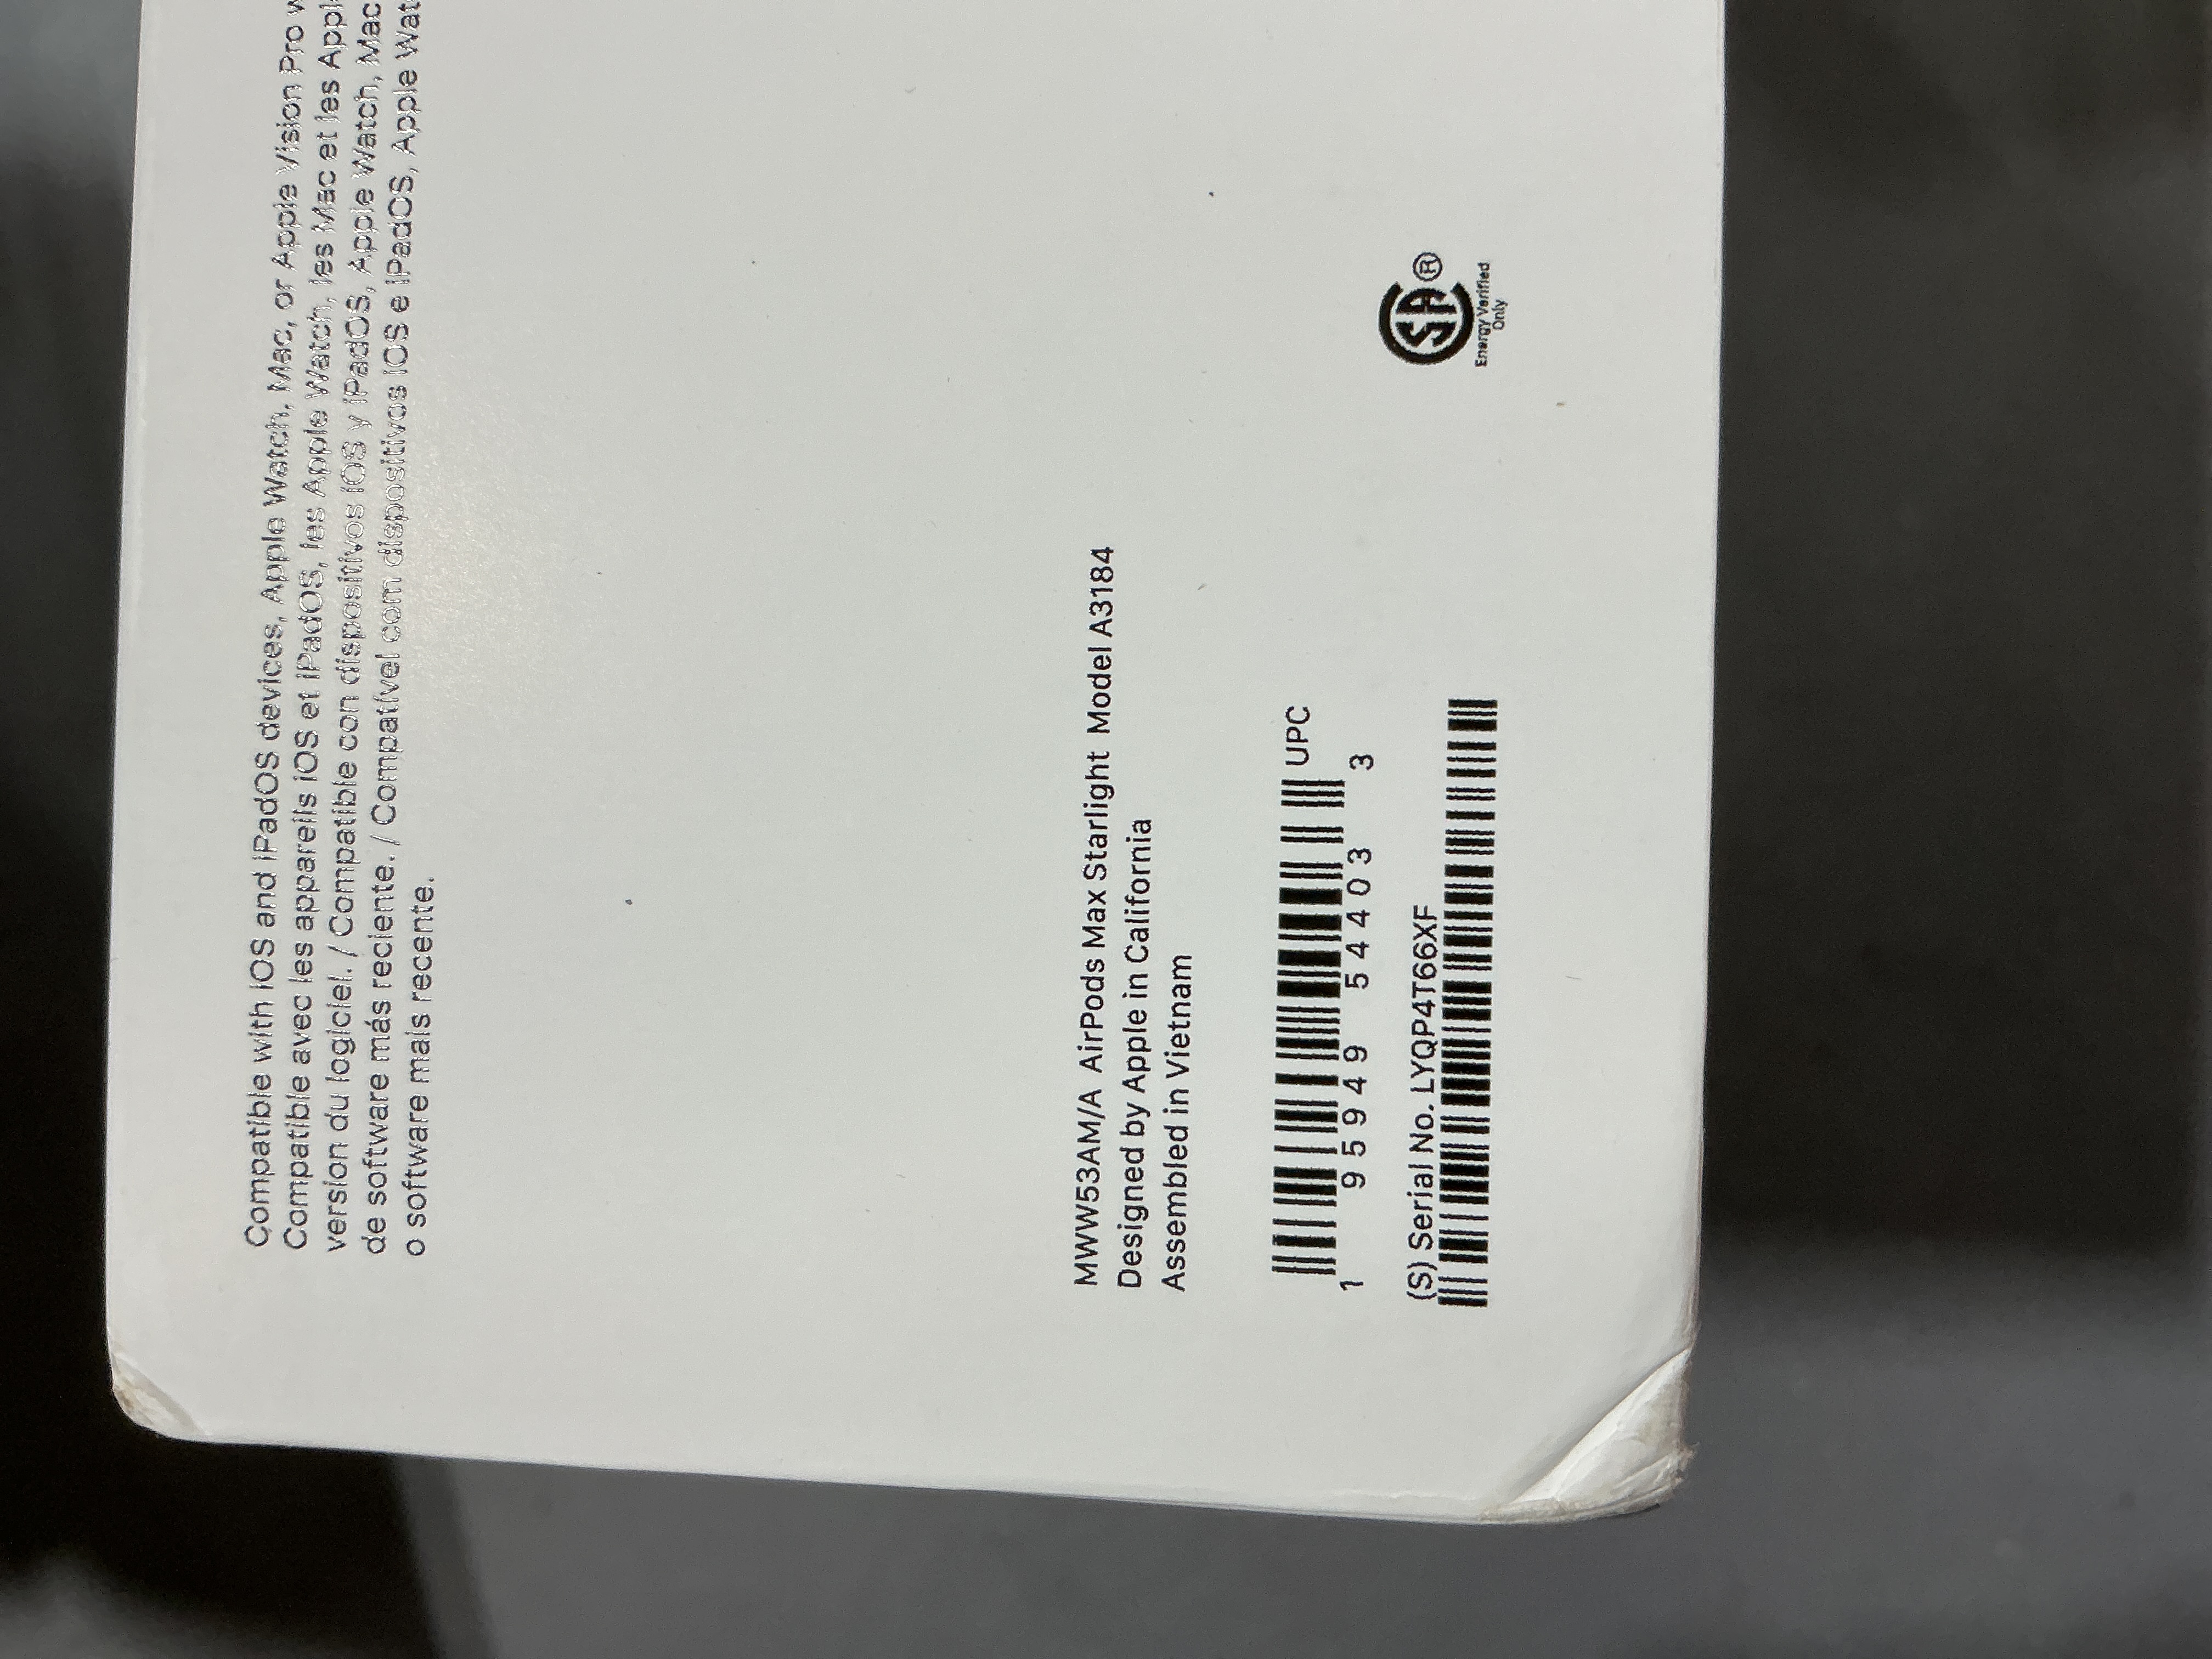 Compatible with iOS and iPadOS devices, Apple Watch, Mac, or Apple Vision Pro
Compatible avec les appareils iOS et iPadOS, les Apple Watch, les Mac et les
version du logiciel. / Compatible con dispositivos iOS y iPadOS, Apple Watch, Mac
de software más reciente. / Compatível com dispositivos iOS e iPadOS, Apple
o software mais recente.
MWW53AM/A AirPods Max Starlight Model A3184
Designed by Apple in California
Assembled in Vietnam
UPC
1 95949 54403 3
(S) Serial No. LYQP4T66XF
SA®
Energy Verified
Only